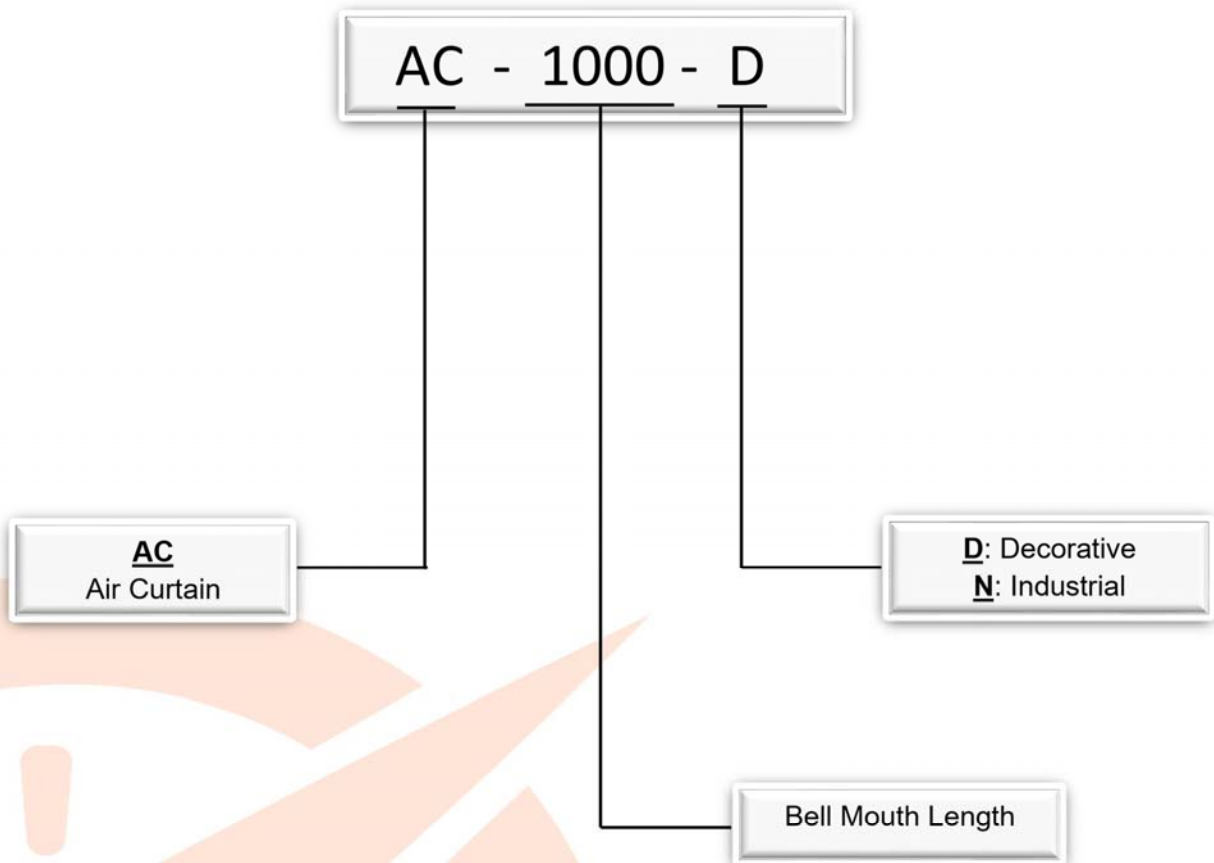 AC - 1000 - D
AC
Air Curtain
D: Decorative
N: Industrial
Bell Mouth Length